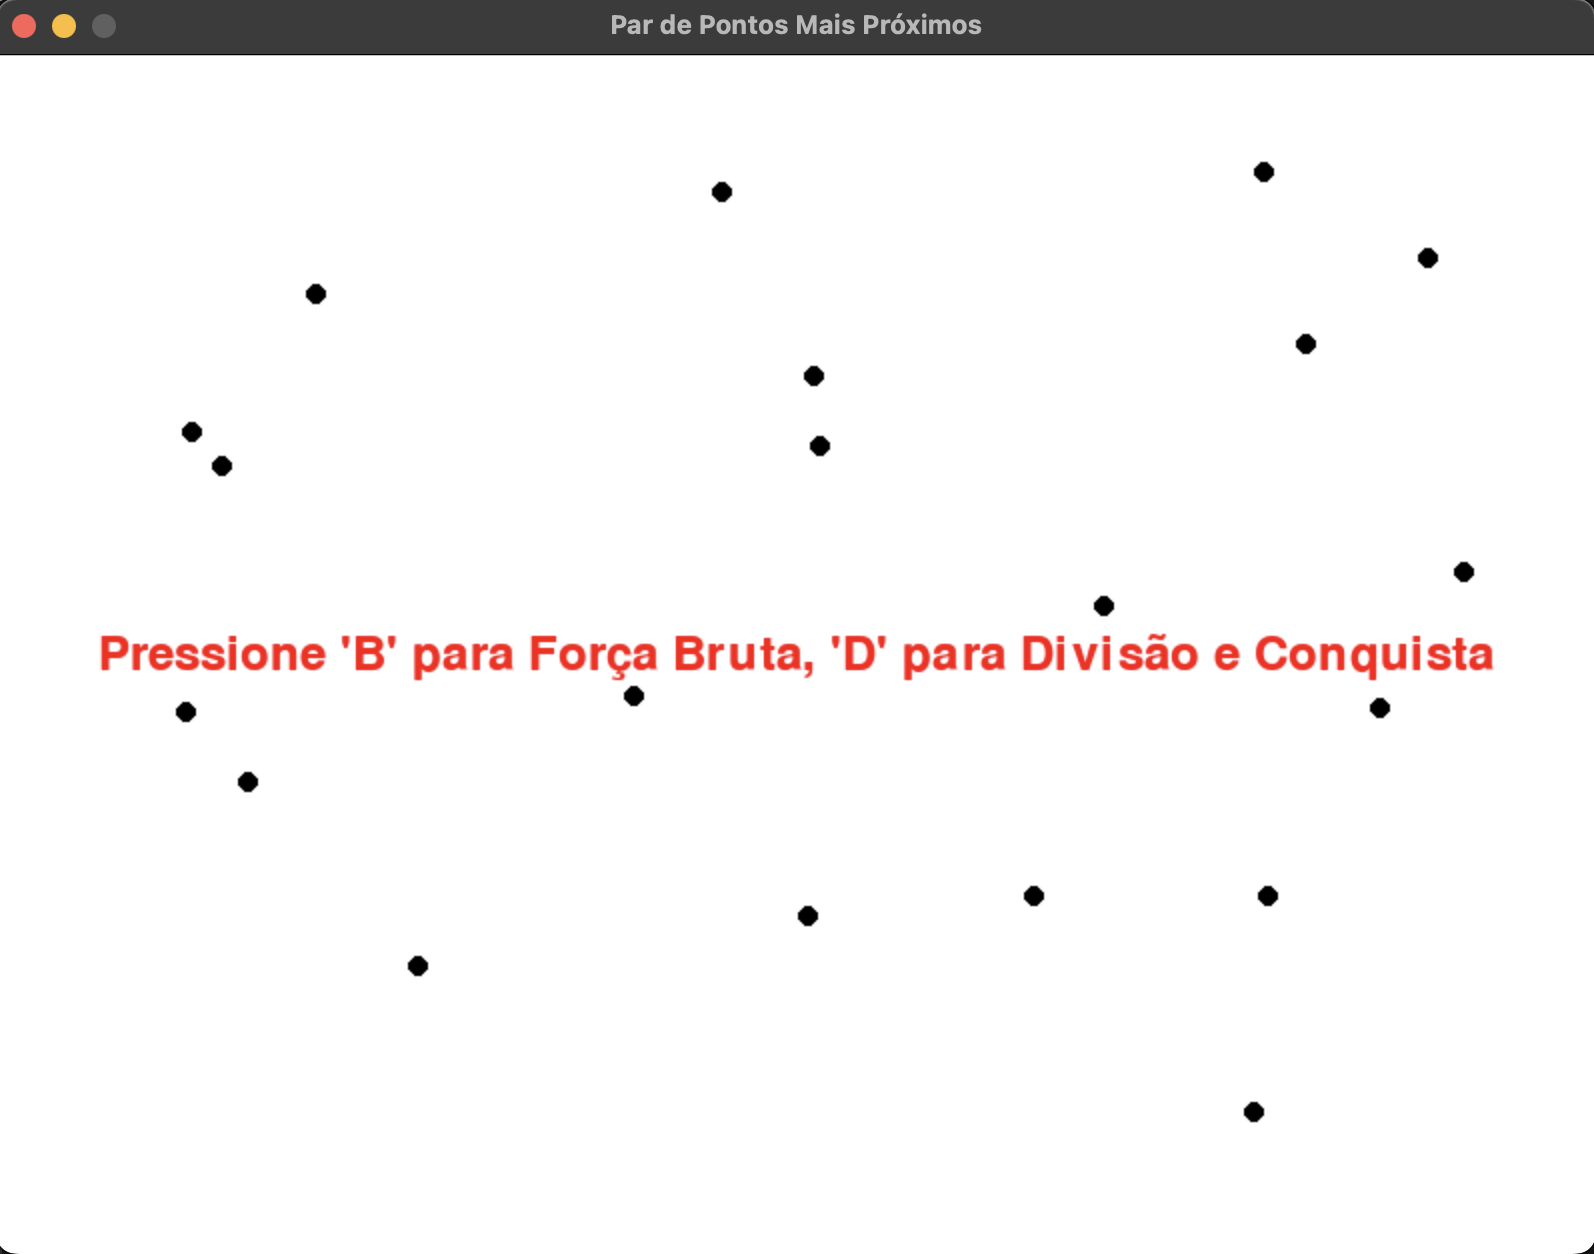 Par de Pontos Mais Próximos
Pressione 'B' para Força Bruta, 'D' para Divisão e Conquista